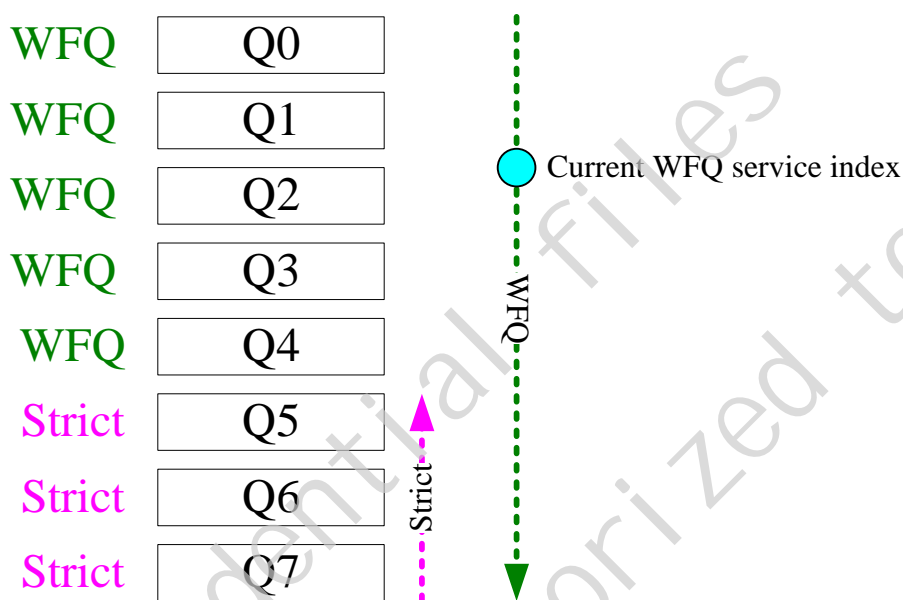 WFQ Q0
WFQ Q1
Current WFQ service index
WFQ Q2
WFQ Q3
WFQ
WFQ Q4
Strict Q5
Strict Q6
Strict
Strict Q7
files